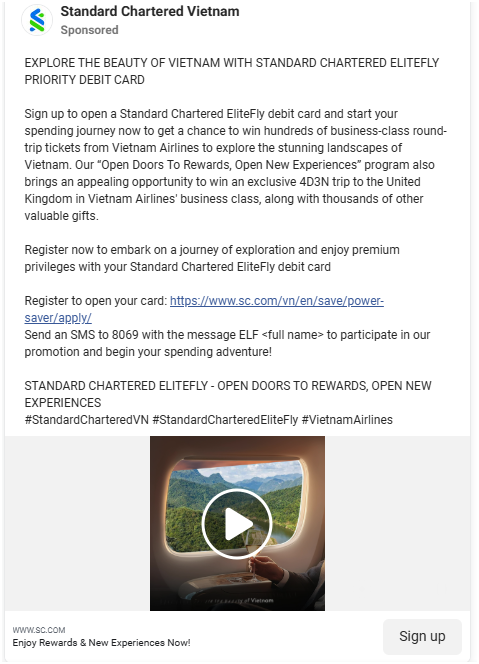 Standard Chartered Vietnam
Sponsored
EXPLORE THE BEAUTY OF VIETNAM WITH STANDARD CHARTERED ELITEFLY
PRIORITY DEBIT CARD
Sign up to open a Standard Chartered EliteFly debit card and start your
spending journey now to get a chance to win hundreds of business-class round-
trip tickets from Vietnam Airlines to explore the stunning landscapes of
Vietnam. Our “Open Doors To Rewards, Open New Experiences” program also
brings an appealing opportunity to win an exclusive 4D3N trip to the United
Kingdom in Vietnam Airlines' business class, along with thousands of other
valuable gifts.
Register now to embark on a journey of exploration and enjoy premium
privileges with your Standard Chartered EliteFly debit card
Register to open your card: https://www.sc.com/vn/en/save/power-
saver/apply/
Send an SMS to 8069 with the message ELF <full name> to participate in our
promotion and begin your spending adventure!
STANDARD CHARTERED ELITEFLY - OPEN DOORS TO REWARDS, OPEN NEW
EXPERIENCES
#StandardCharteredVN #StandardCharteredEliteFly #VietnamAirlines
the Beauty of Vietnam
WWW.SC.COM
Enjoy Rewards & New Experiences Now!
Sign up